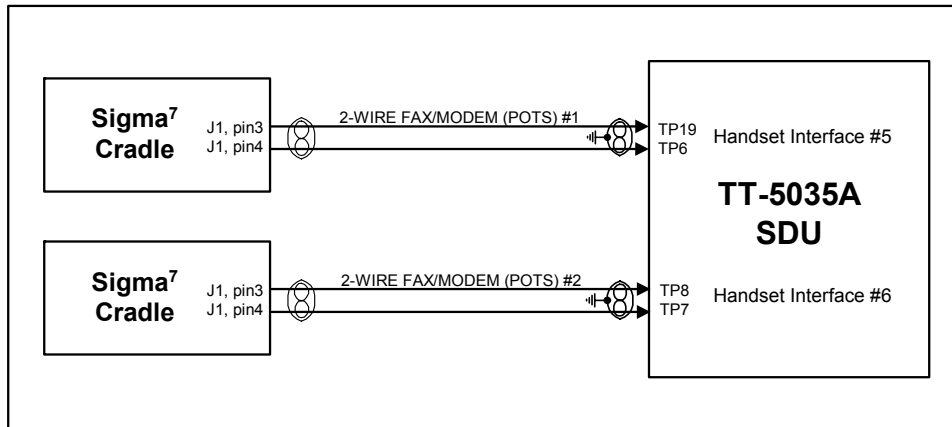 Sigma⁷
Cradle
J1, pin3
J1, pin4
2-WIRE FAX/MODEM (POTS) #1
TP19
TP6
Handset Interface #5
TT-5035A
SDU
Sigma⁷
Cradle
J1, pin3
J1, pin4
2-WIRE FAX/MODEM (POTS) #2
TP8
TP7
Handset Interface #6